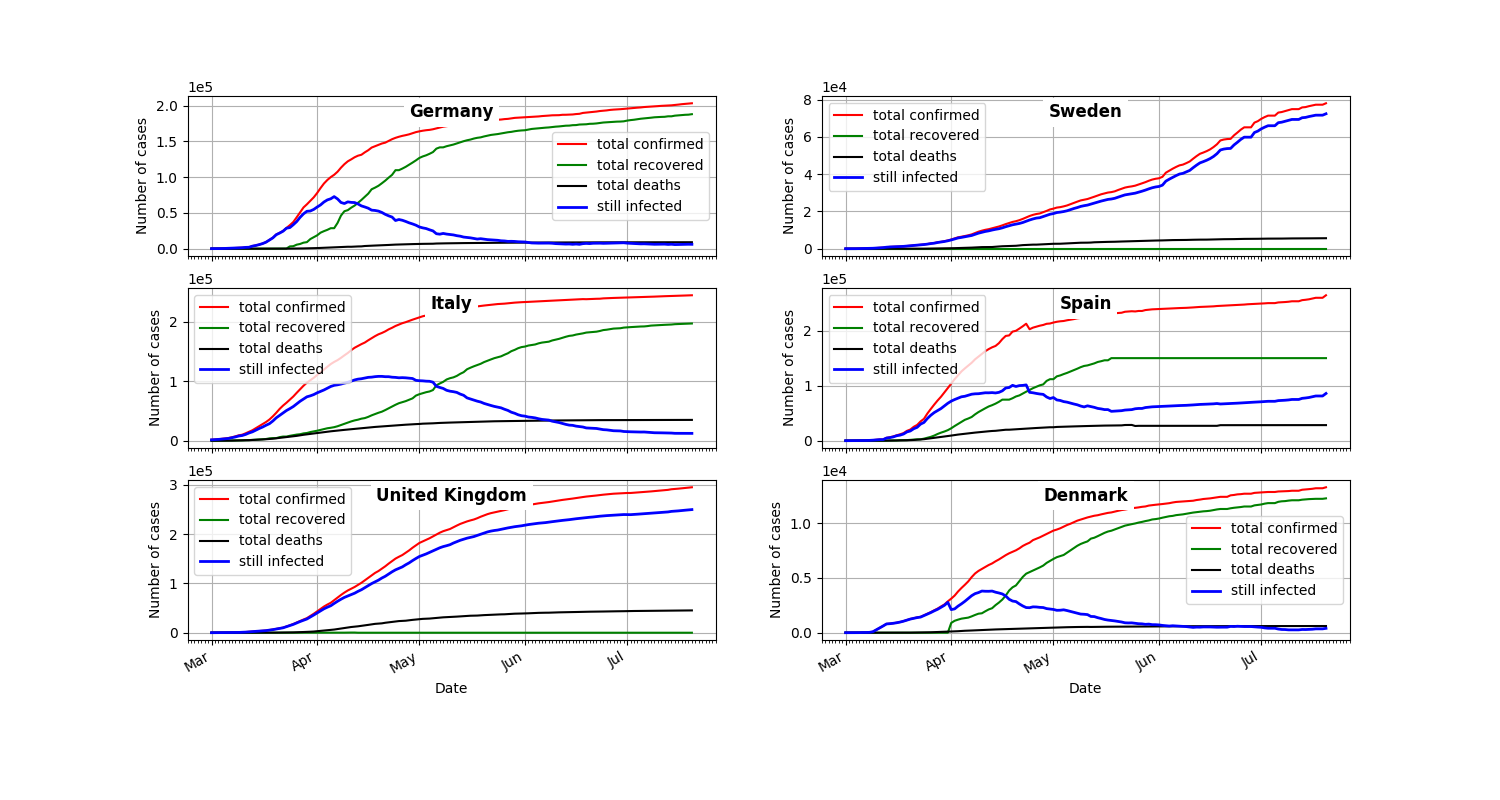 1e5
Germany
Number of cases
2.0
1.5
1.0
0.5
0.0
total confirmed
total recovered
total deaths
still infected
1e4
Sweden
Number of cases
8
6
4
2
0
total confirmed
total recovered
total deaths
still infected
1e5
Italy
Number of cases
2
1
0
total confirmed
total recovered
total deaths
still infected
1e5
Spain
Number of cases
2
1
0
total confirmed
total recovered
total deaths
still infected
1e5
United Kingdom
Number of cases
3
2
1
0
total confirmed
total recovered
total deaths
still infected
Mar Apr May Jun Jul
Date
1e4
Denmark
Number of cases
1.0
0.5
0.0
total confirmed
total recovered
total deaths
still infected
Mar Apr May Jun Jul
Date